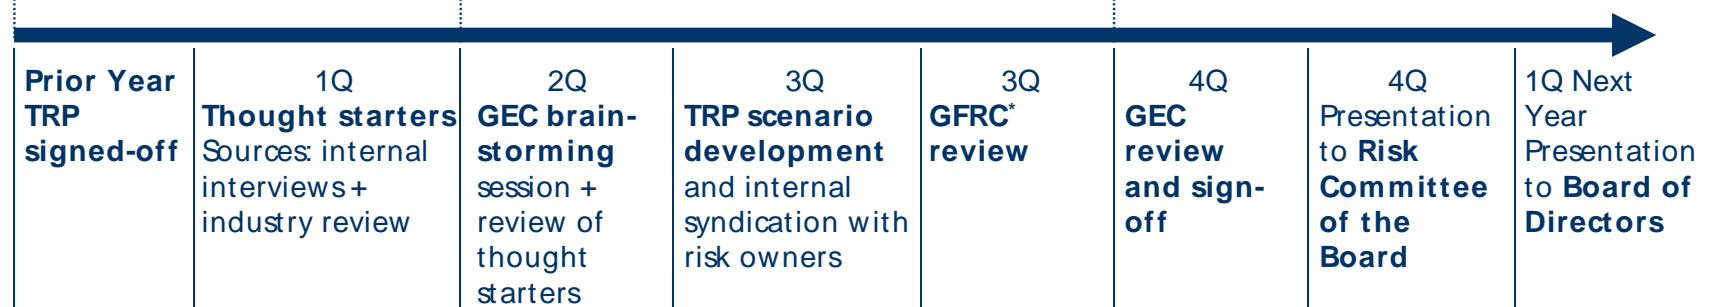 Prior Year
TRP
signed-off
1Q
Thought starters
Sources: internal
interviews +
industry review
2Q
GEC brain-
storming
session +
review of
thought
starters
3Q
TRP scenario
development
and internal
syndication with
risk owners
3Q
GFRC*
review
4Q
GEC
review
and sign-
off
4Q
Presentation
to Risk
Committee
of the
Board
1Q Next
Year
Presentation
to Board of
Directors